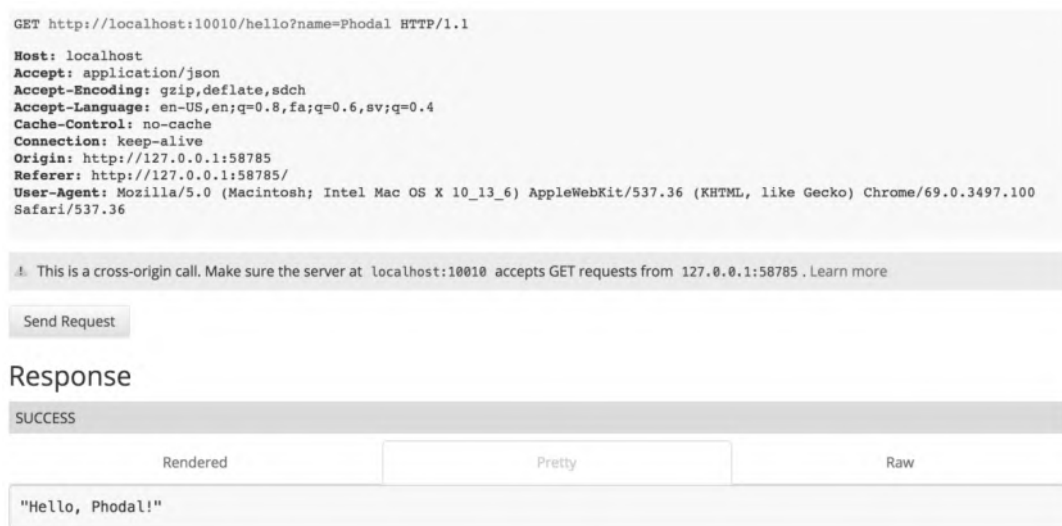 GET http://localhost:10010/hello?name=Phodal HTTP/1.1
Host: localhost
Accept: application/json
Accept-Encoding: gzip,deflate,sdch
Accept-Language: en-US,en;q=0.8,fa;q=0.6,sv;q=0.4
Cache-Control: no-cache
Connection: keep-alive
Origin: http://127.0.0.1:58785
Referer: http://127.0.0.1:58785/
User-Agent: Mozilla/5.0 (Macintosh; Intel Mac OS X 10_13_6) AppleWebKit/537.36 (KHTML, like Gecko) Chrome/69.0.3497.100
Safari/537.36
This is a cross-origin call. Make sure the server at localhost:10010 accepts GET requests from 127.0.0.1:58785 . Learn more
Send Request
Response
SUCCESS
Rendered Pretty Raw
"Hello, Phodal!"